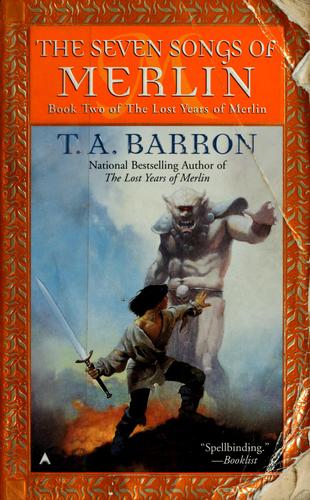 THE SEVEN SONGS OF
MERLIN
Book Two of The Lost Years of Merlin
T. A. BARRON
National Bestselling Author of
The Lost Years of Merlin
"Spellbinding."
—Booklist